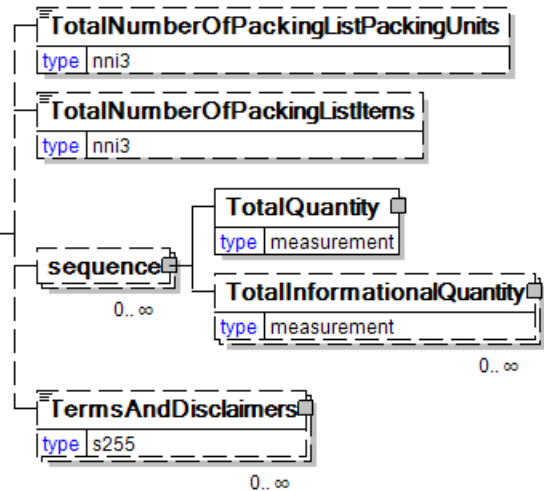 TotalNumberOfPackingListPackingUnits
type nni3
TotalNumberOfPackingListItems
type nni3
TotalQuantity
type measurement
sequence
0.. ∞
TotalInformationalQuantity
type measurement
0.. ∞
TermsAndDisclaimers
type s255
0.. ∞